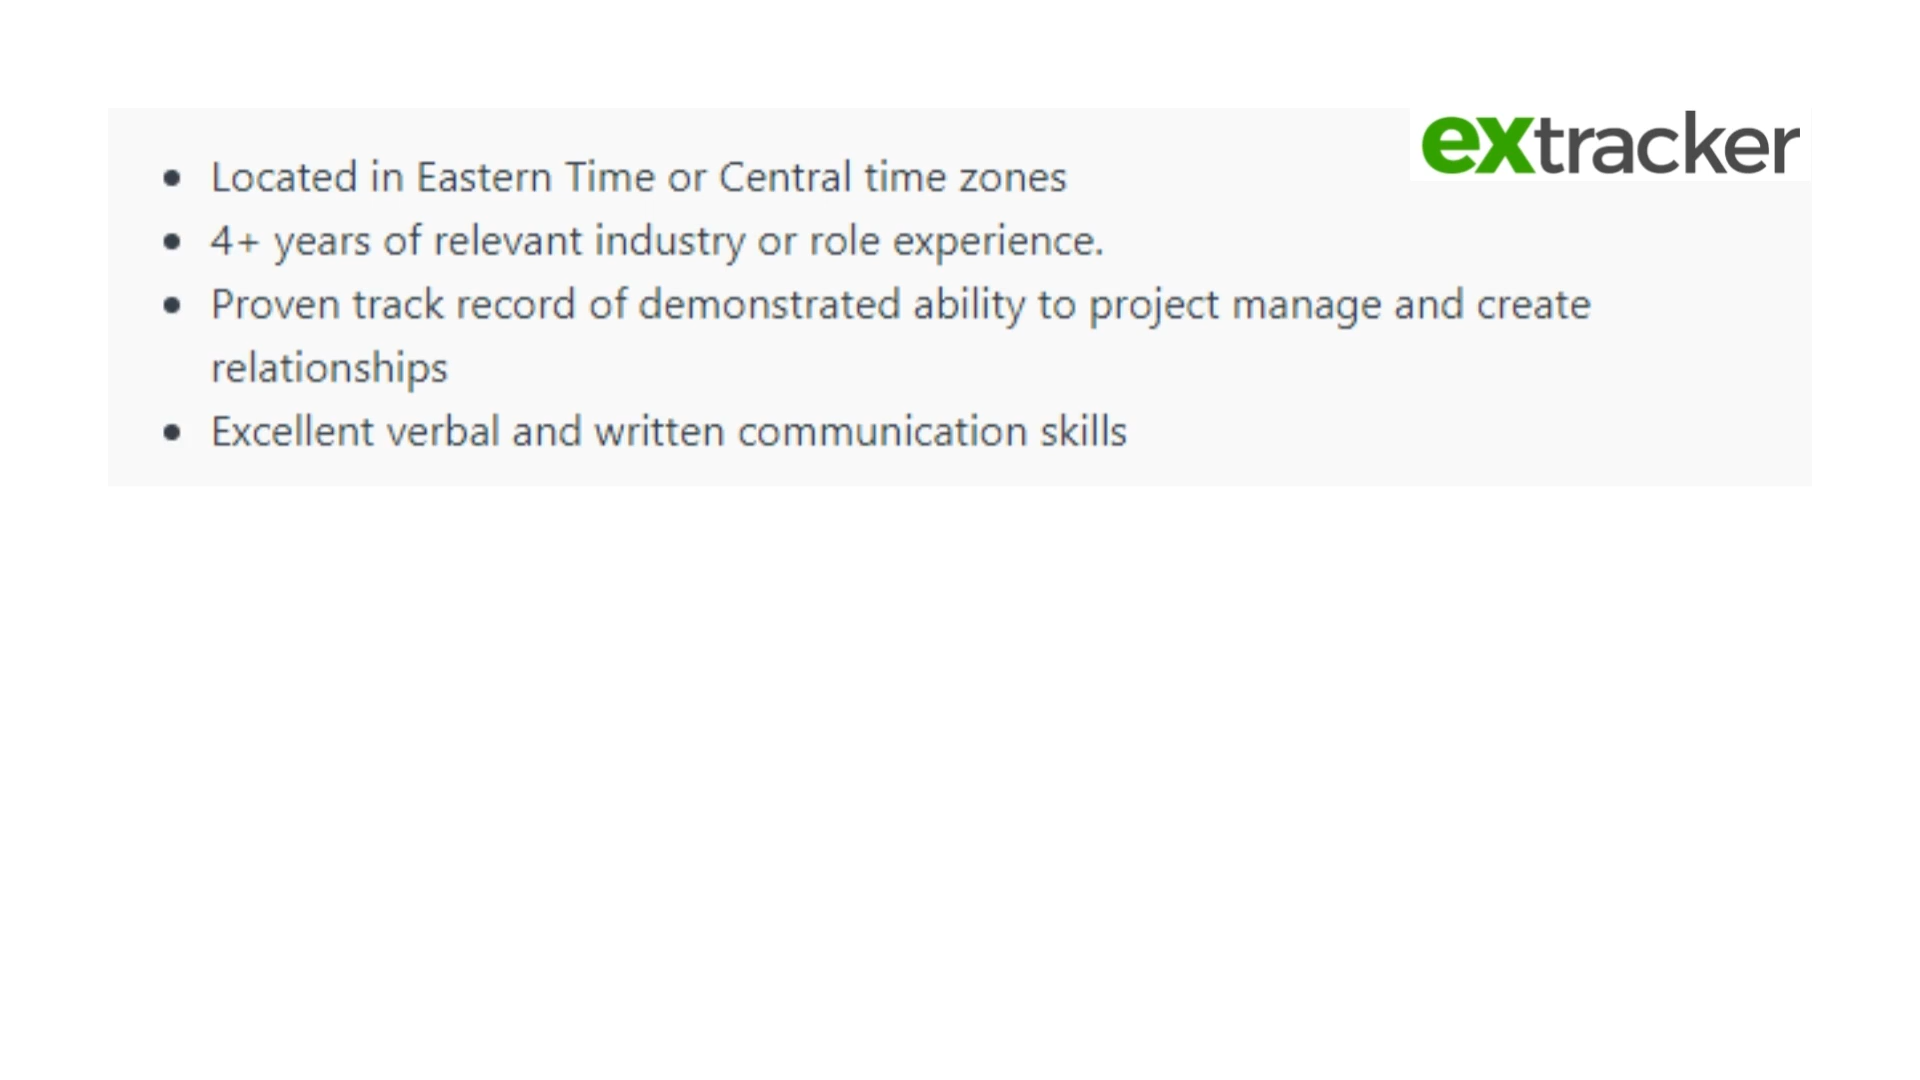 extracker
• Located in Eastern Time or Central time zones
• 4+ years of relevant industry or role experience.
• Proven track record of demonstrated ability to project manage and create
relationships
• Excellent verbal and written communication skills